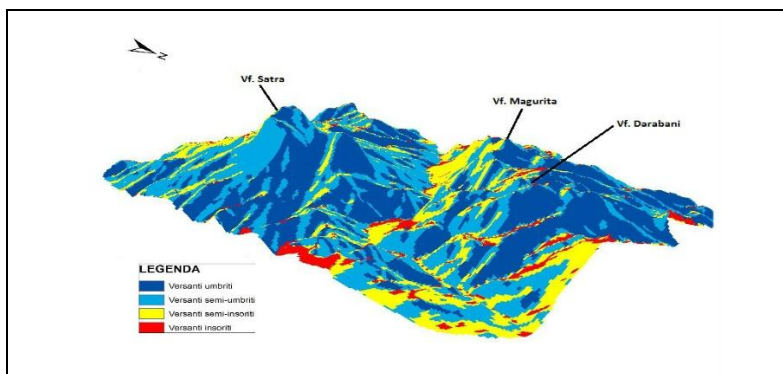 N
Vf. Satra
Vf. Magurita
Vf. Darabani
LEGENDA
Versanti umbriti
Versanti semi-umbriti
Versanti semi-insoriti
Versanti insoriti